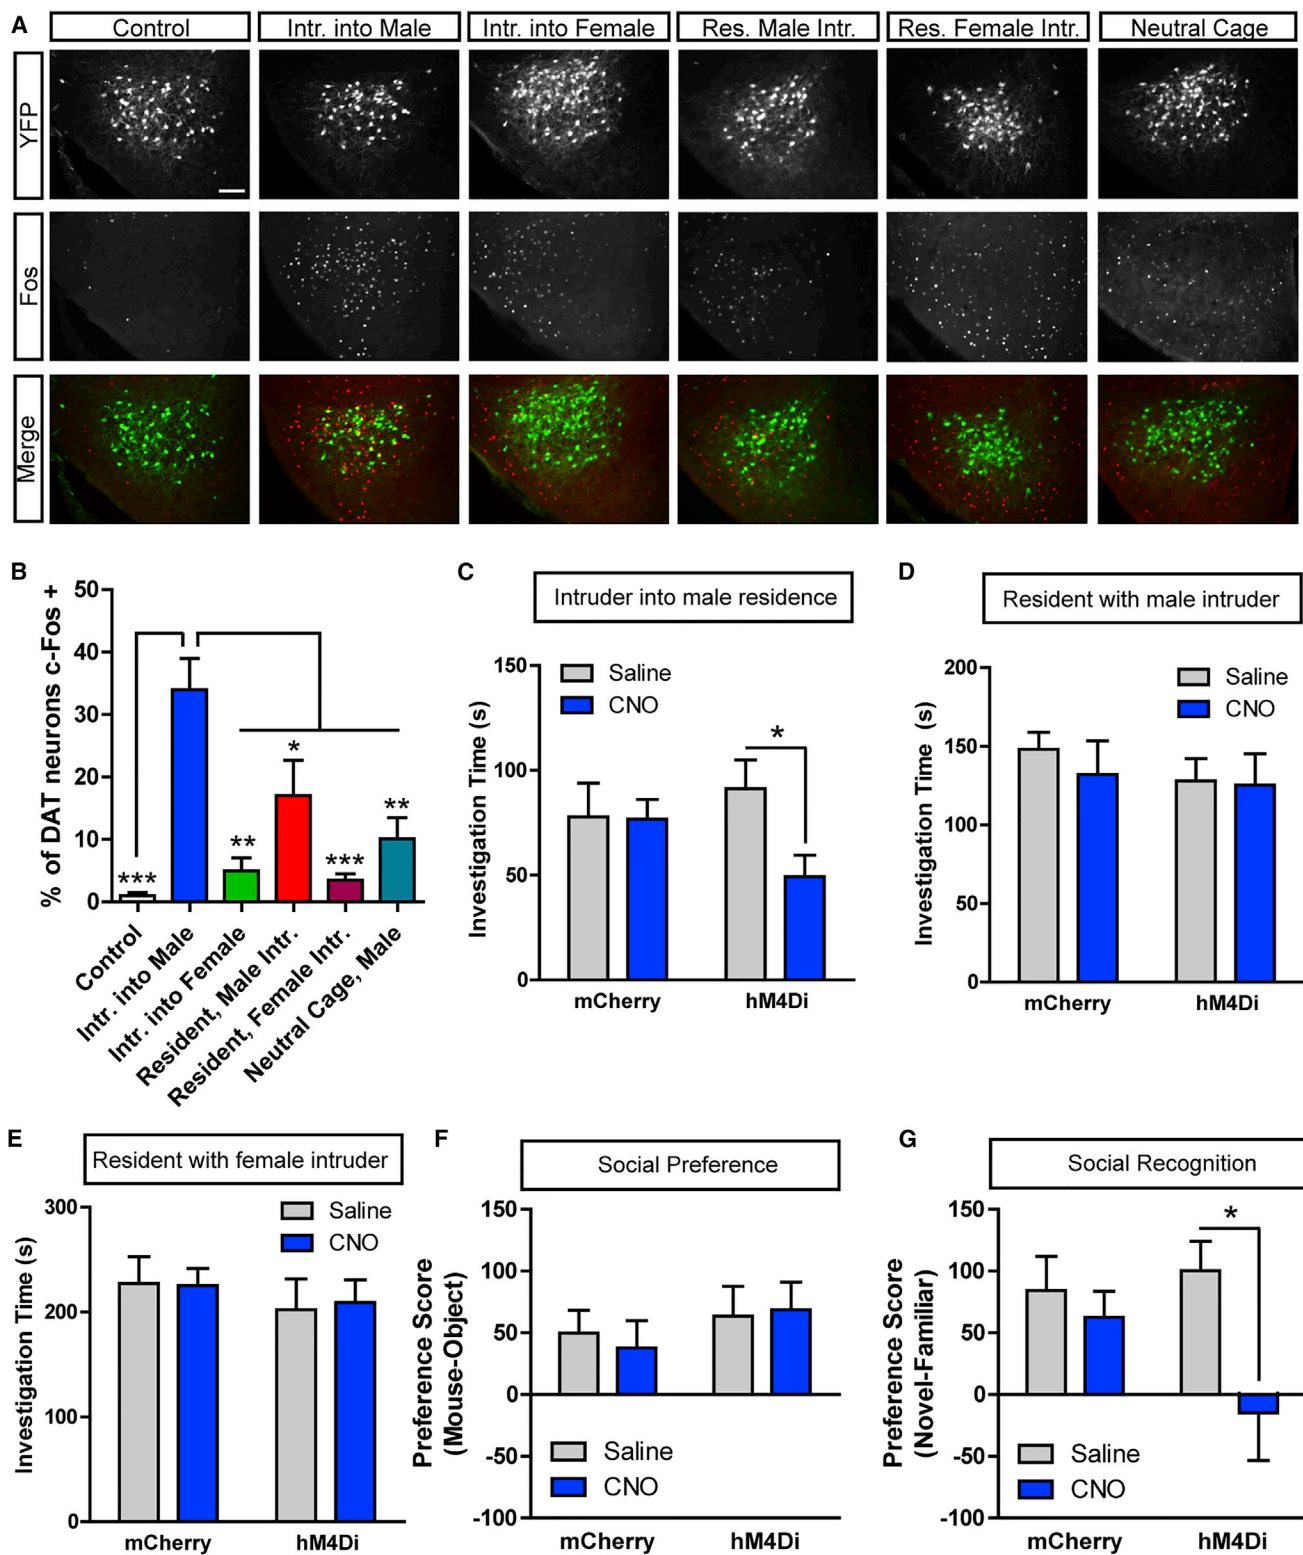 A
Control
Intr. into Male
Intr. into Female
Res. Male Intr.
Res. Female Intr.
Neutral Cage
YFP
Fos
Merge
B
% of DAT neurons c-Fos +
50
40
30
20
10
0
***
**
*
***
**
Control
Intr. into Male
Intr. into Female
Resident, Male Intr.
Resident, Female Intr.
Neutral Cage, Male
C
Intruder into male residence
Investigation Time (s)
150
100
50
0
Saline
CNO
*
mCherry
hM4Di
D
Resident with male intruder
Investigation Time (s)
200
150
100
50
0
Saline
CNO
mCherry
hM4Di
E
Resident with female intruder
Investigation Time (s)
300
200
100
0
Saline
CNO
mCherry
hM4Di
F
Social Preference
Preference Score
(Mouse-Object)
150
100
50
0
-50
-100
Saline
CNO
mCherry
hM4Di
G
Social Recognition
Preference Score
(Novel-Familiar)
150
100
50
0
-50
-100
*
Saline
CNO
mCherry
hM4Di